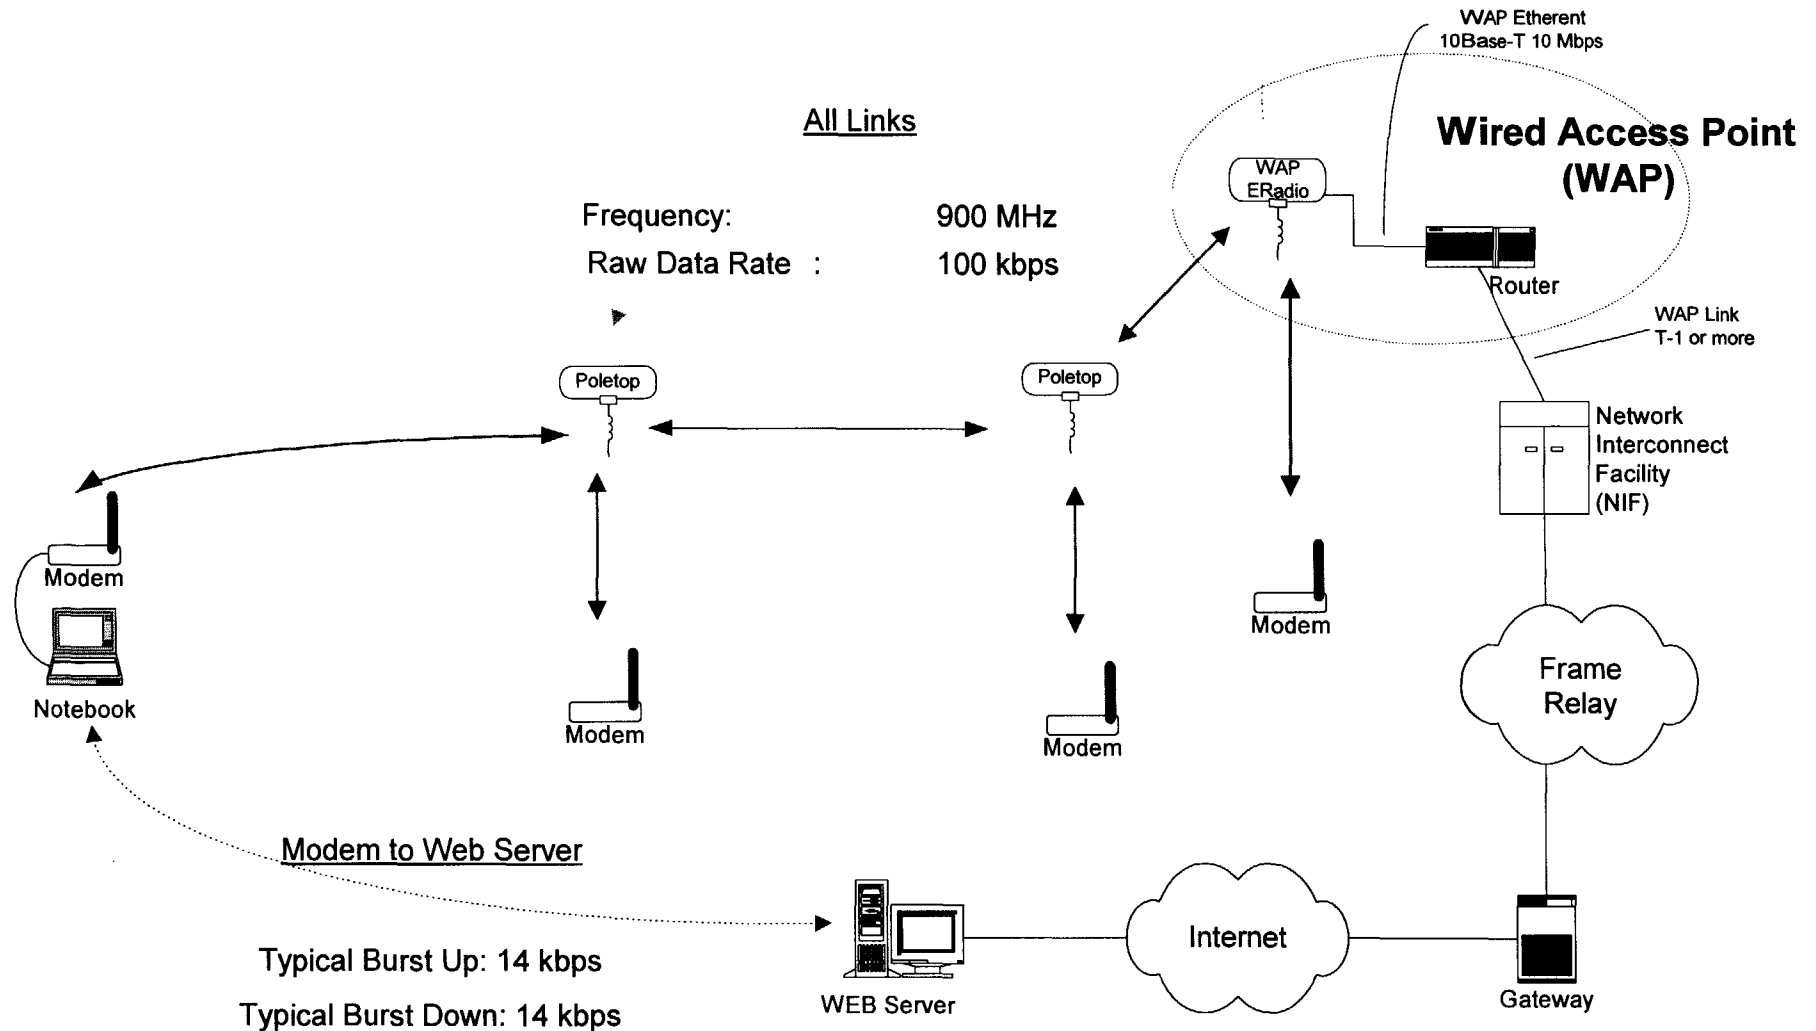 WAP Etherent
10Base-T 10 Mbps
All Links
Wired Access Point
(WAP)
WAP
ERadio
Frequency: 900 MHz
Raw Data Rate : 100 kbps
Router
WAP Link
T-1 or more
Poletop
Poletop
Network
Interconnect
Facility
(NIF)
Modem
Modem
Notebook
Modem
Modem
Frame
Relay
Modem to Web Server
Internet
Typical Burst Up: 14 kbps
Typical Burst Down: 14 kbps
WEB Server
Gateway